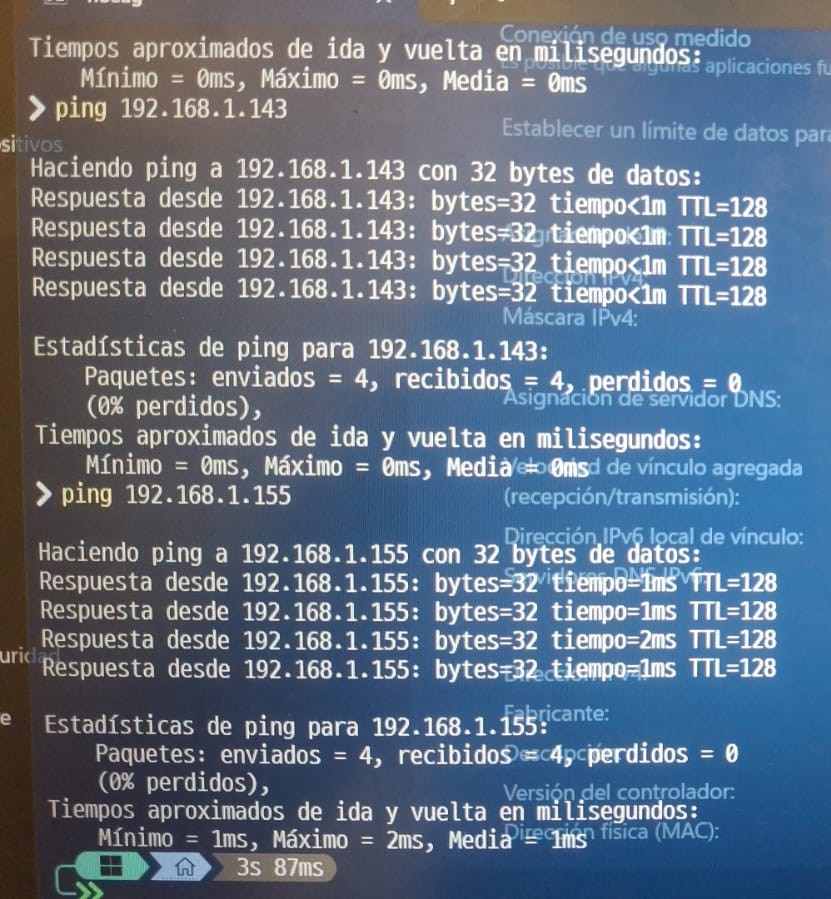 Tiempos aproximados de ida y vuelta en milisegundos:
Mínimo = 0ms, Máximo = 0ms, Media = 0ms
❯ ping 192.168.1.143
Haciendo ping a 192.168.1.143 con 32 bytes de datos:
Respuesta desde 192.168.1.143: bytes=32 tiempo<1m TTL=128
Respuesta desde 192.168.1.143: bytes=32 tiempo<1m TTL=128
Respuesta desde 192.168.1.143: bytes=32 tiempo<1m TTL=128
Respuesta desde 192.168.1.143: bytes=32 tiempo<1m TTL=128
Estadísticas de ping para 192.168.1.143:
Paquetes: enviados = 4, recibidos = 4, perdidos = 0
(0% perdidos),
Tiempos aproximados de ida y vuelta en milisegundos:
Mínimo = 0ms, Máximo = 0ms, Media = 0ms
❯ ping 192.168.1.155
Haciendo ping a 192.168.1.155 con 32 bytes de datos:
Respuesta desde 192.168.1.155: bytes=32 tiempo=1ms TTL=128
Respuesta desde 192.168.1.155: bytes=32 tiempo=1ms TTL=128
Respuesta desde 192.168.1.155: bytes=32 tiempo=2ms TTL=128
Respuesta desde 192.168.1.155: bytes=32 tiempo=1ms TTL=128
Estadísticas de ping para 192.168.1.155:
Paquetes: enviados = 4, recibidos = 4, perdidos = 0
(0% perdidos),
Tiempos aproximados de ida y vuelta en milisegundos:
Mínimo = 1ms, Máximo = 2ms, Media = 1ms
3s 87ms
Conexión de uso medido
Es posible que algunas aplicaciones fu
Establecer un límite de datos para
Dirección IPv4:
Máscara IPv4:
Asignación de servidor DNS:
Velocidad de vínculo agregada
(recepción/transmisión):
Dirección IPv6 local de vínculo:
Servidores DNS IPv6:
Fabricante:
Versión del controlador:
Dirección física (MAC):
sitivos
uridad
e